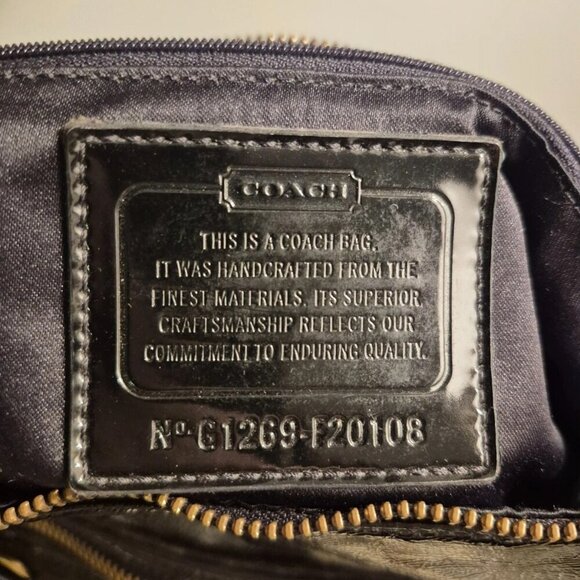 COACH
THIS IS A COACH BAG.
IT WAS HANDCRAFTED FROM THE
FINEST MATERIALS. ITS SUPERIOR
CRAFTSMANSHIP REFLECTS OUR
COMMITMENT TO ENDURING QUALITY.
No. G1269-F20108